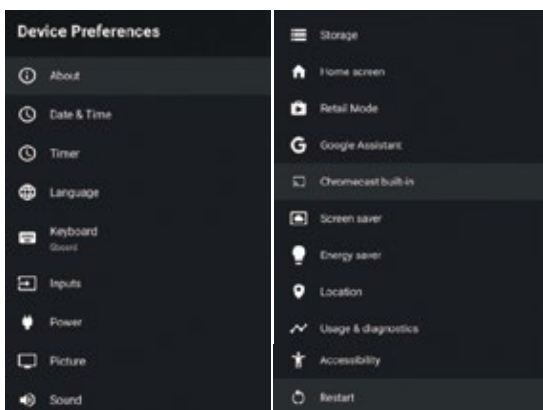 Device Preferences
About
Date & Time
Timer
Language
Keyboard
Gboard
Inputs
Power
Picture
Sound
Storage
Home screen
Retail Mode
Google Assistant
Chromecast built-in
Screen saver
Energy saver
Location
Usage & diagnostics
Accessibility
Restart